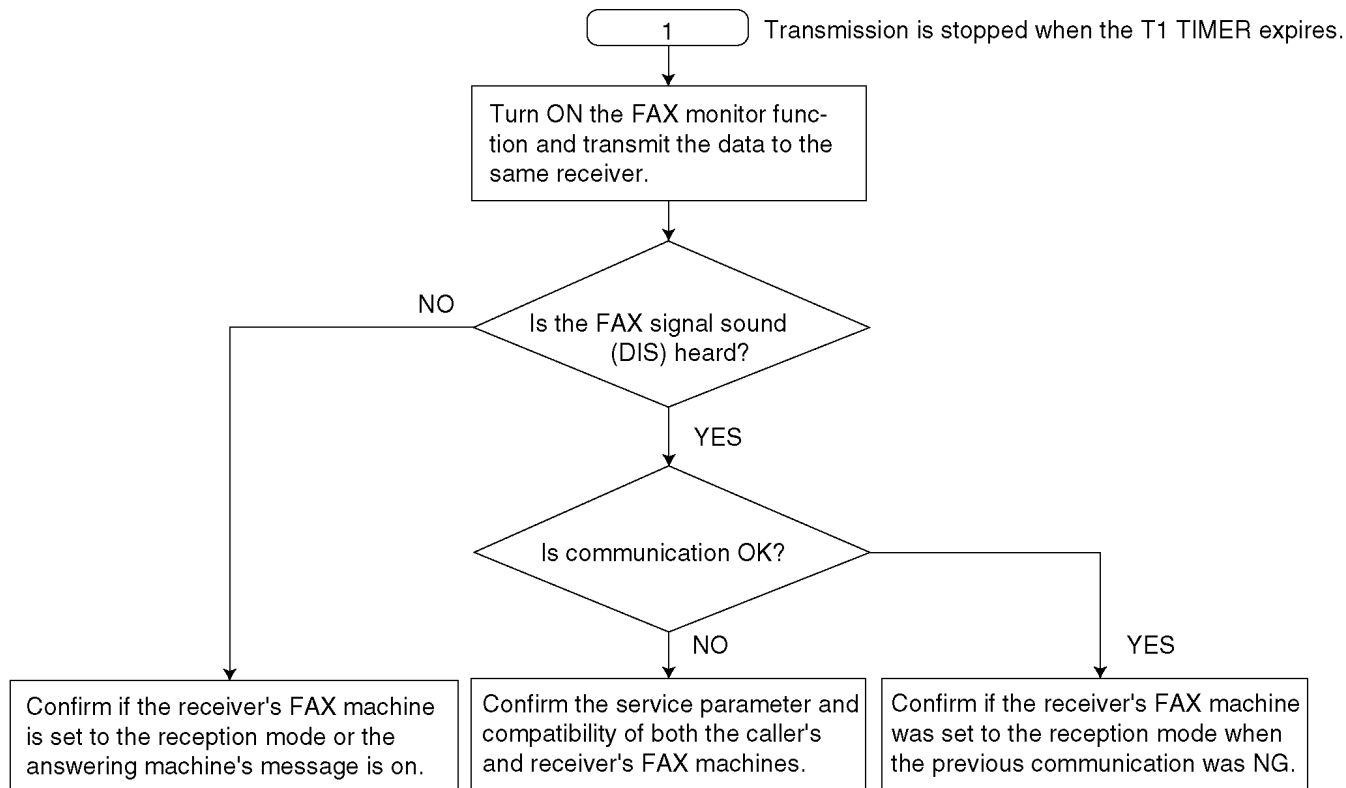 1
Transmission is stopped when the T1 TIMER expires.
Turn ON the FAX monitor func-
tion and transmit the data to the
same receiver.
NO
Is the FAX signal sound
(DIS) heard?
YES
Is communication OK?
NO
YES
Confirm if the receiver's FAX machine
is set to the reception mode or the
answering machine's message is on.
Confirm the service parameter and
compatibility of both the caller's
and receiver's FAX machines.
Confirm if the receiver's FAX machine
was set to the reception mode when
the previous communication was NG.